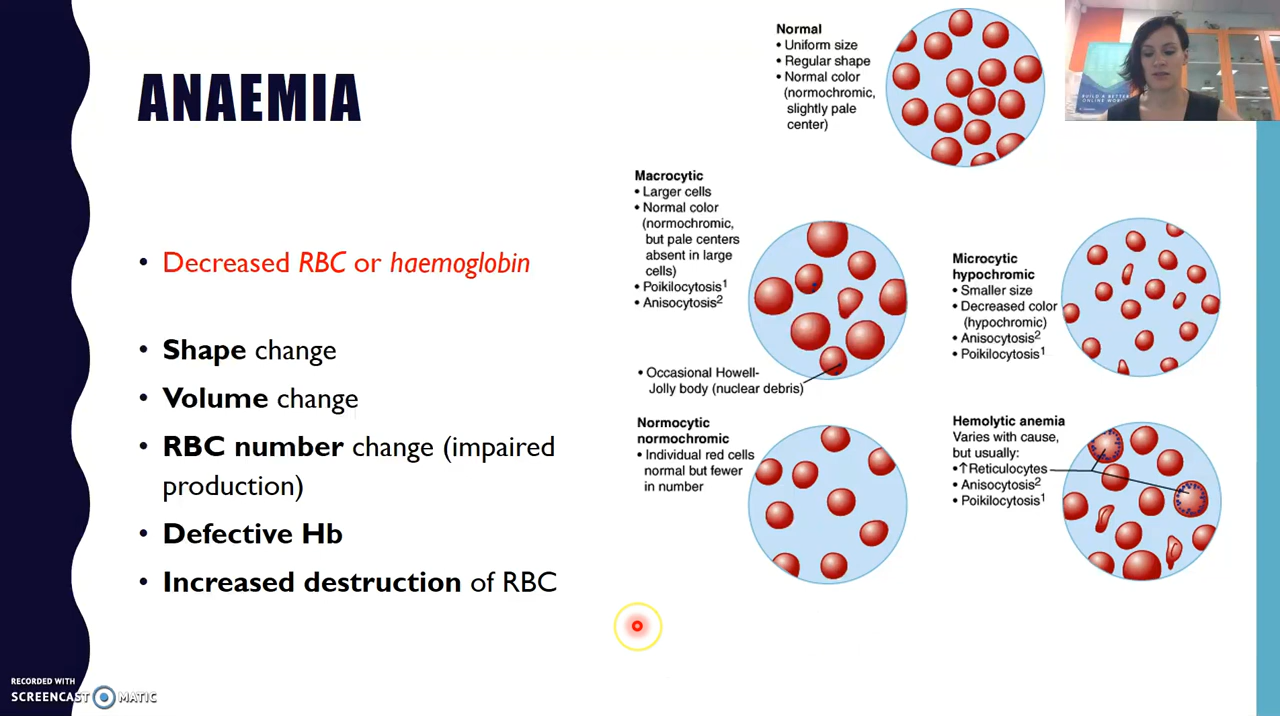 ANAEMIA
• Decreased RBC or haemoglobin
• Shape change
• Volume change
• RBC number change (impaired
production)
• Defective Hb
• Increased destruction of RBC
Normal
• Uniform size
• Regular shape
• Normal color
(normochromic,
slightly pale
center)
Macrocytic
• Larger cells
• Normal color
(normochromic,
but pale centers
absent in large
cells)
• Poikilocytosis1
• Anisocytosis2
• Occasional Howell-
Jolly body (nuclear debris)
Microcytic
hypochromic
• Smaller size
• Decreased color
(hypochromic)
• Anisocytosis2
• Poikilocytosis1
Normocytic
normochromic
• Individual red cells
normal but fewer
in number
Hemolytic anemia
Varies with cause,
but usually:
• ↑Reticulocytes
• Anisocytosis2
• Poikilocytosis1
BUILD A BETTER
ONLINE WORLD
RECORDED WITH
SCREENCAST MATIC